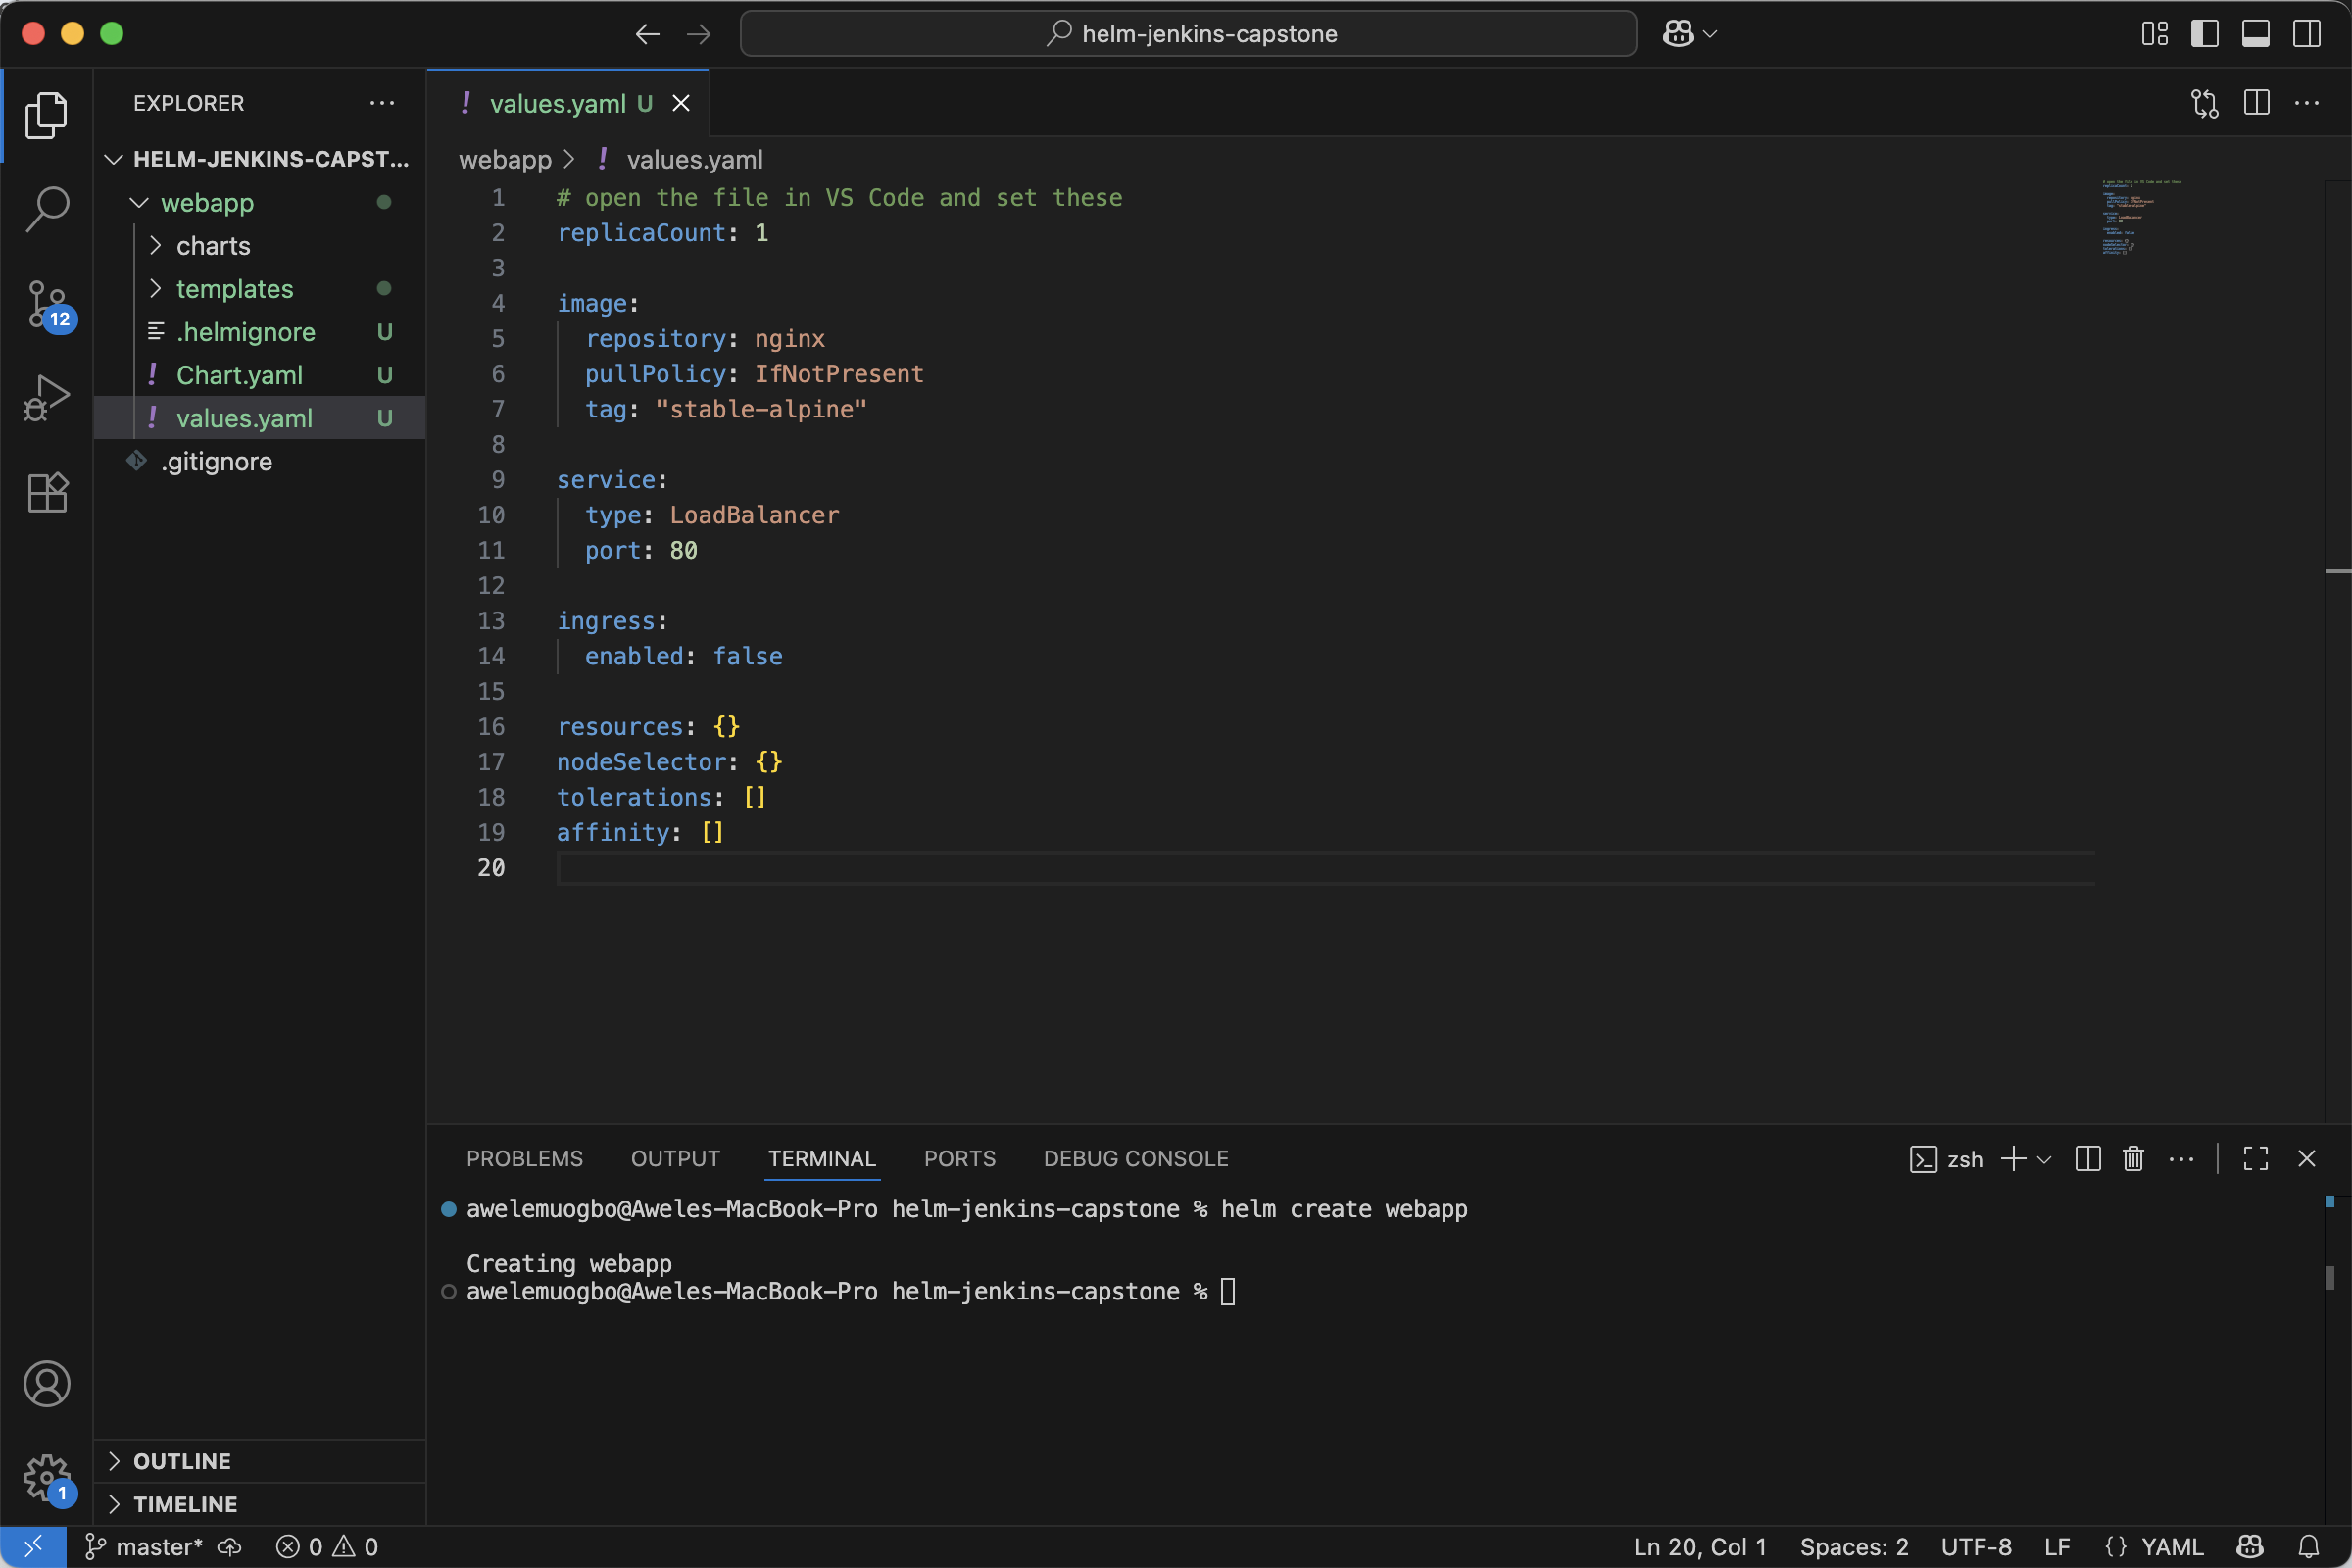 helm-jenkins-capstone
EXPLORER
HELM-JENKINS-CAPST...
webapp
charts
templates
.helmignore U
Chart.yaml U
values.yaml U
.gitignore
12
1
OUTLINE
TIMELINE
values.yaml U
webapp > values.yaml
1 # open the file in VS Code and set these
2 replicaCount: 1
3
4 image:
5 repository: nginx
6 pullPolicy: IfNotPresent
7 tag: "stable-alpine"
8
9 service:
10 type: LoadBalancer
11 port: 80
12
13 ingress:
14 enabled: false
15
16 resources: {}
17 nodeSelector: {}
18 tolerations: []
19 affinity: []
20
PROBLEMS OUTPUT TERMINAL PORTS DEBUG CONSOLE
zsh
awelemuogbo@Aweles-MacBook-Pro helm-jenkins-capstone % helm create webapp
Creating webapp
awelemuogbo@Aweles-MacBook-Pro helm-jenkins-capstone %
master* 0 0
Ln 20, Col 1 Spaces: 2 UTF-8 LF {} YAML